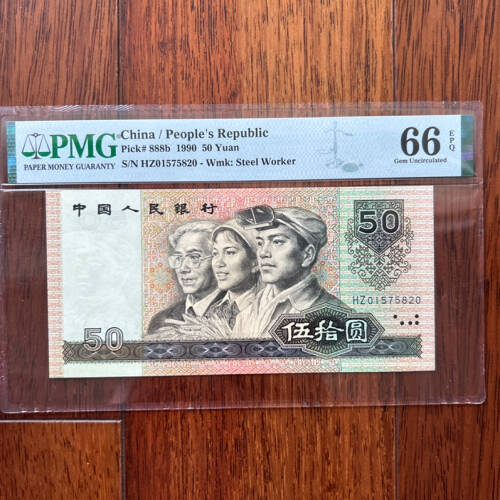 PMG
PAPER MONEY GUARANTY
China / People's Republic
Pick# 888b 1990 50 Yuan
S/N HZ01575820 - Wmk: Steel Worker
66 EPQ
Gem Uncirculated
中国人民银行
50
HZ01575820
50
伍拾圆